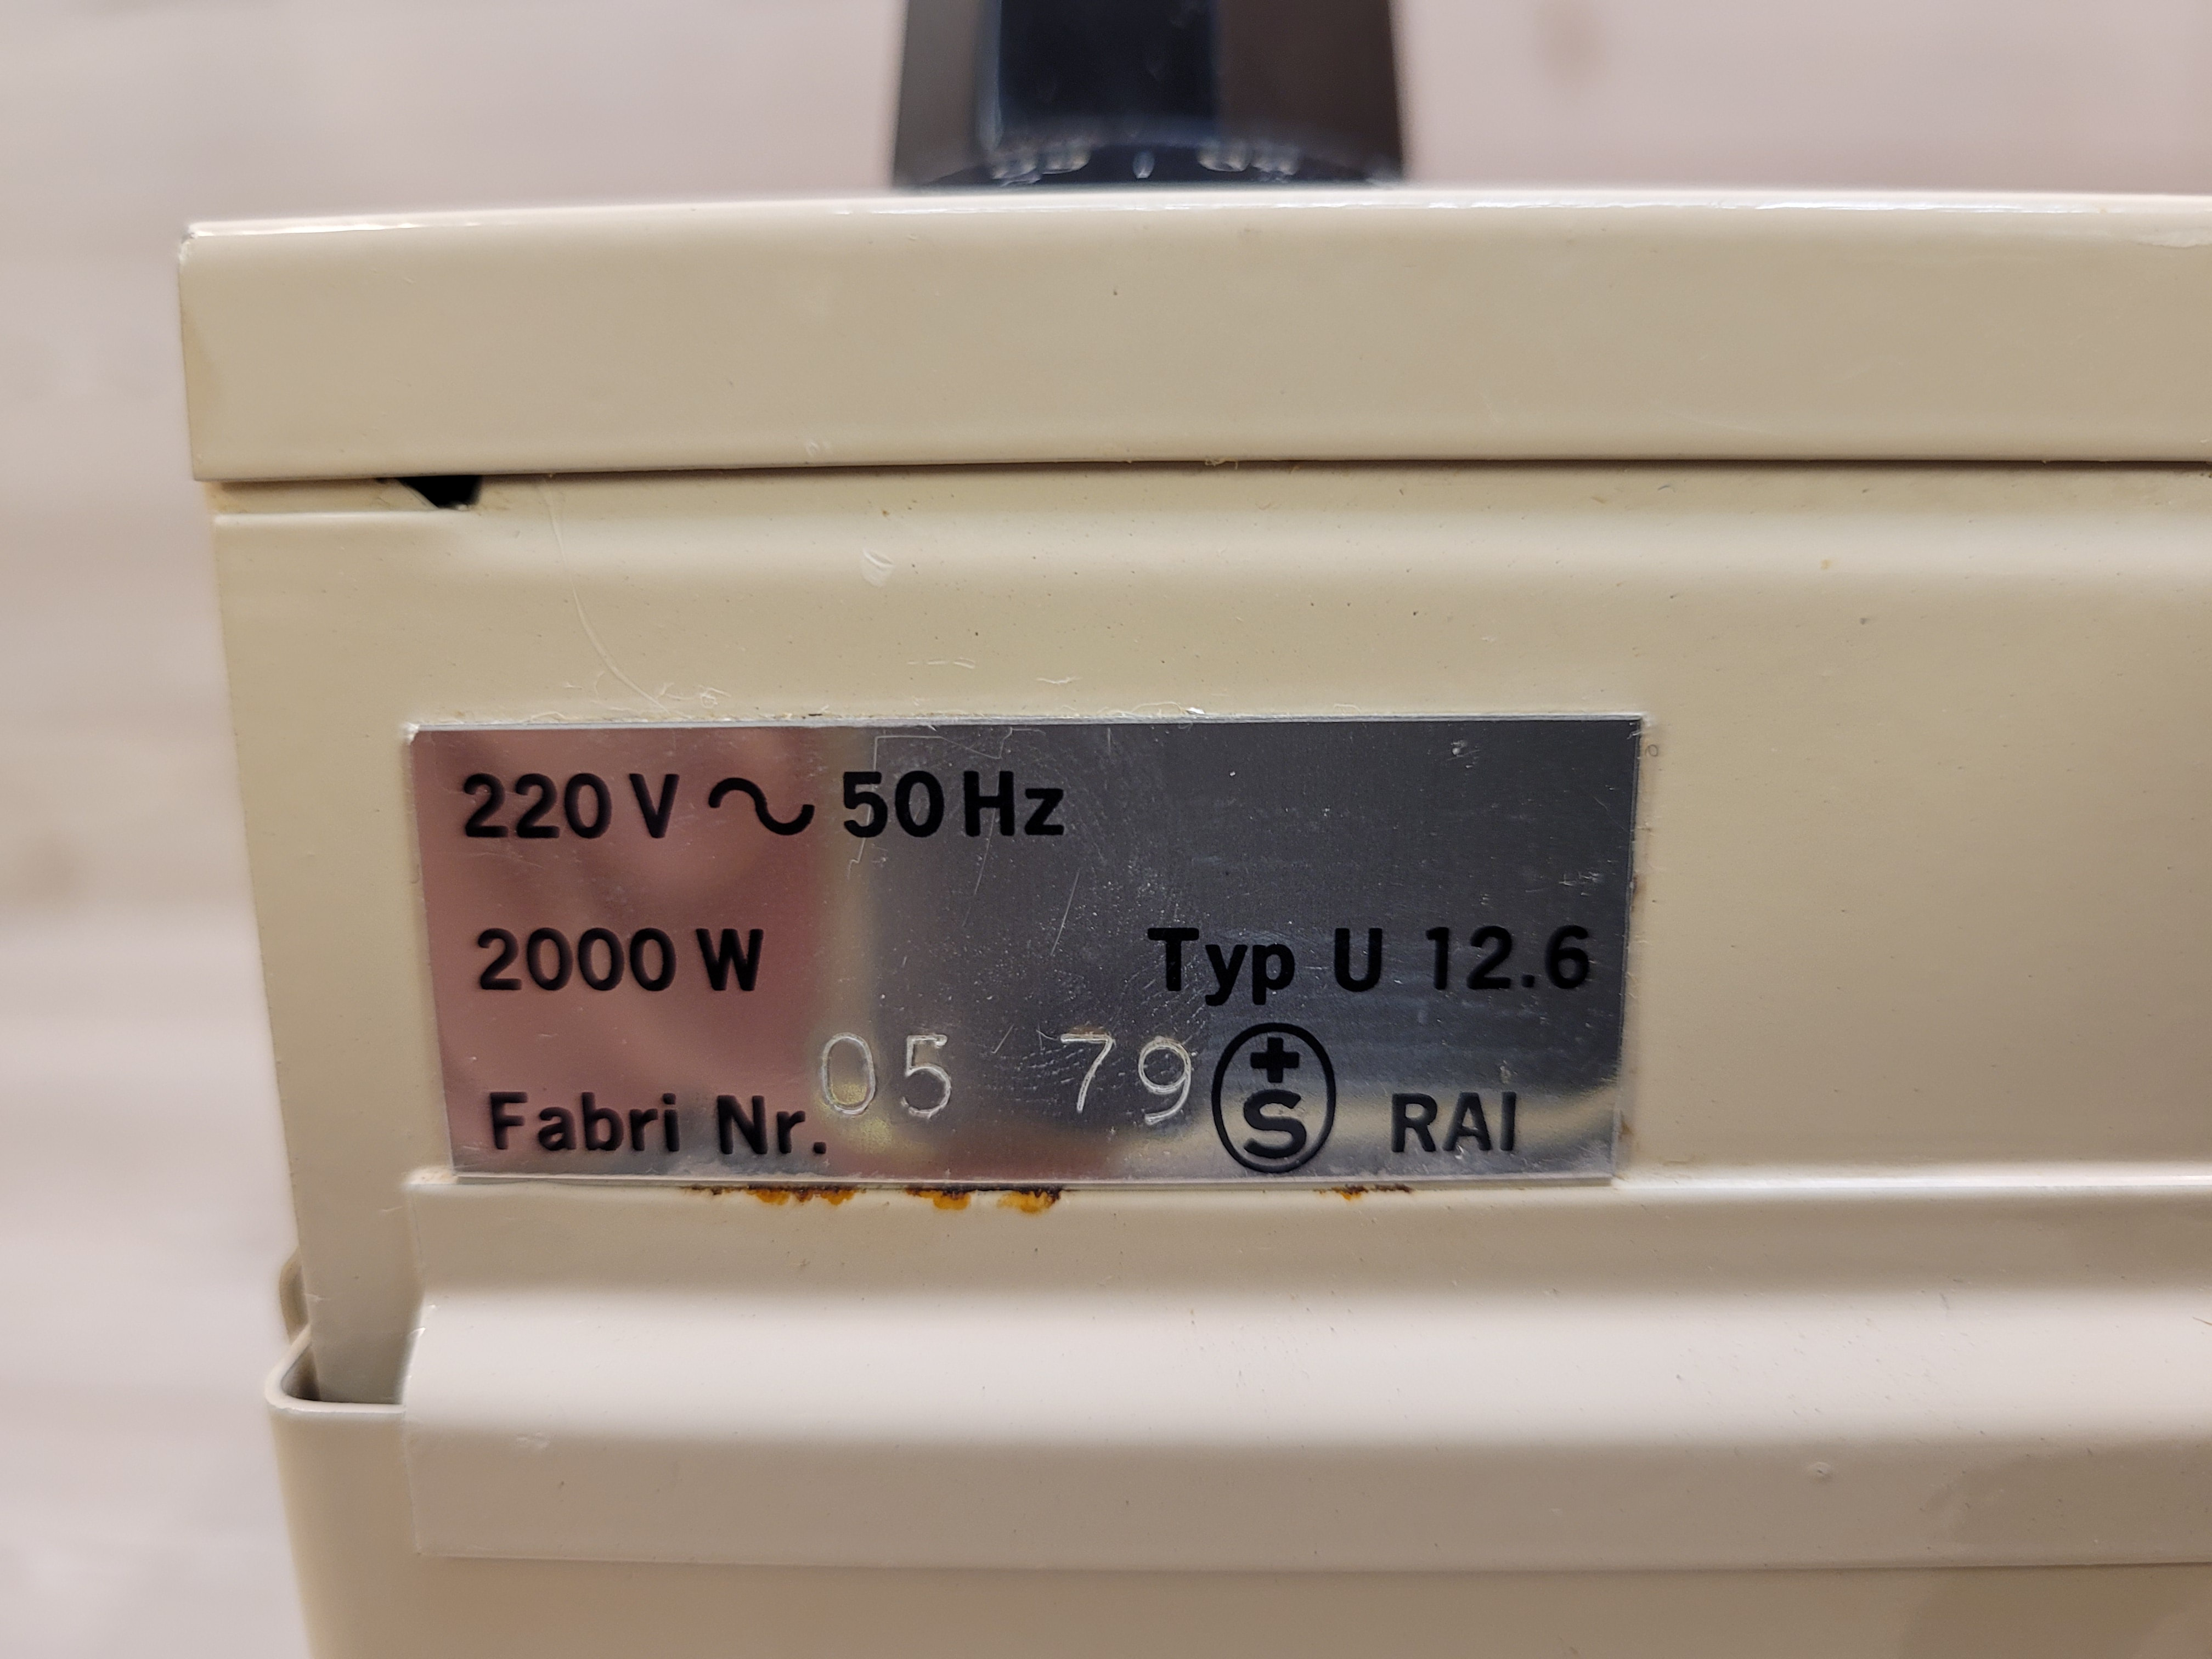 220 V ~ 50 Hz
2000 W Typ U 12.6
Fabri Nr. 05 79 +S RAI